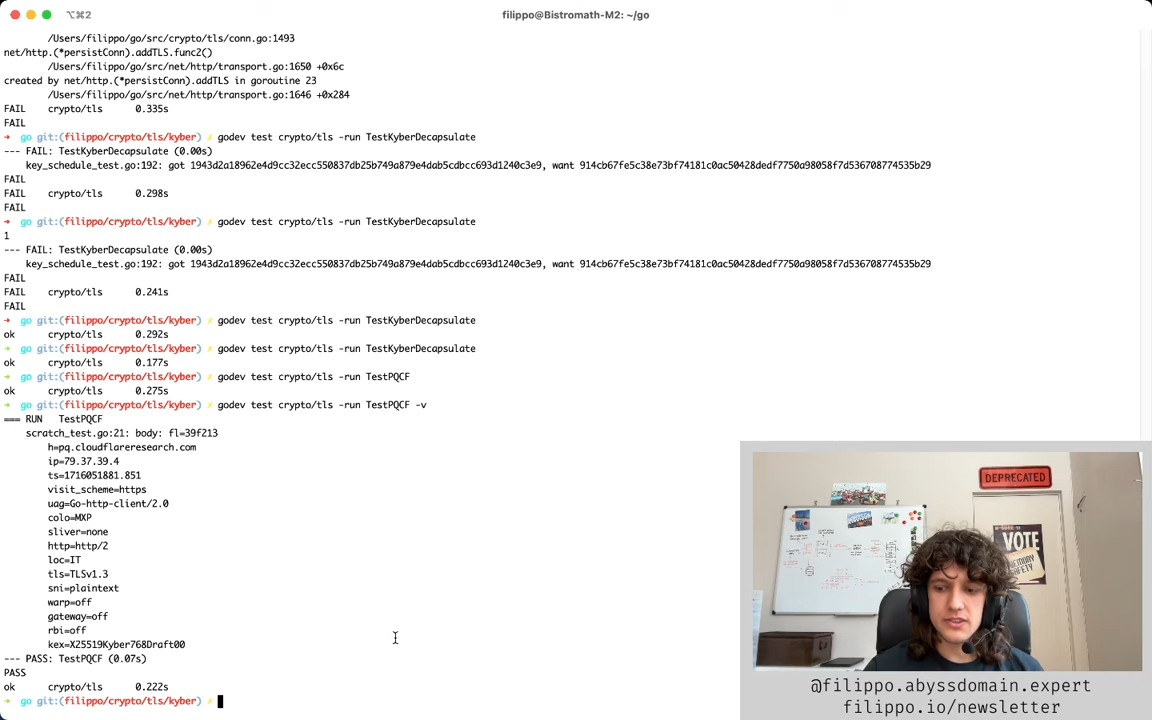 ⌥⌘2
filippo@Bistromath-M2: ~/go
/Users/filippo/go/src/crypto/tls/conn.go:1493
net/http.(*persistConn).addTLS.func2()
/Users/filippo/go/src/net/http/transport.go:1650 +0x6c
created by net/http.(*persistConn).addTLS in goroutine 23
/Users/filippo/go/src/net/http/transport.go:1646 +0x284
FAIL crypto/tls 0.335s
FAIL
➜ go git:(filippo/crypto/tls/kyber) ✗ godev test crypto/tls -run TestKyberDecapsulate
--- FAIL: TestKyberDecapsulate (0.00s)
key_schedule_test.go:192: got 1943d2a18962e4d9cc32ecc550837db25b749a879e4dab5cdbcc693d1240c3e9, want 914cb67fe5c38e73bf74181c0ac50428dedf7750a98058f7d536708774535b29
FAIL
FAIL crypto/tls 0.298s
FAIL
➜ go git:(filippo/crypto/tls/kyber) ✗ godev test crypto/tls -run TestKyberDecapsulate
1
--- FAIL: TestKyberDecapsulate (0.00s)
key_schedule_test.go:192: got 1943d2a18962e4d9cc32ecc550837db25b749a879e4dab5cdbcc693d1240c3e9, want 914cb67fe5c38e73bf74181c0ac50428dedf7750a98058f7d536708774535b29
FAIL
FAIL crypto/tls 0.241s
FAIL
➜ go git:(filippo/crypto/tls/kyber) ✗ godev test crypto/tls -run TestKyberDecapsulate
ok crypto/tls 0.292s
➜ go git:(filippo/crypto/tls/kyber) ✗ godev test crypto/tls -run TestKyberDecapsulate
ok crypto/tls 0.177s
➜ go git:(filippo/crypto/tls/kyber) ✗ godev test crypto/tls -run TestPQCF
ok crypto/tls 0.275s
➜ go git:(filippo/crypto/tls/kyber) ✗ godev test crypto/tls -run TestPQCF -v
=== RUN TestPQCF
scratch_test.go:21: body: fl=39f213
h=pq.cloudflareresearch.com
ip=79.37.39.4
ts=1716051881.851
visit_scheme=https
uag=Go-http-client/2.0
colo=MXP
sliver=none
http=http/2
loc=IT
tls=TLSv1.3
sni=plaintext
warp=off
gateway=off
rbi=off
kex=X25519Kyber768Draft00
--- PASS: TestPQCF (0.07s)
PASS
ok crypto/tls 0.222s
➜ go git:(filippo/crypto/tls/kyber) ✗
DEPRECATED
VOTE
MEMORY
SAFETY
@filippo.abyssdomain.expert
filippo.io/newsletter